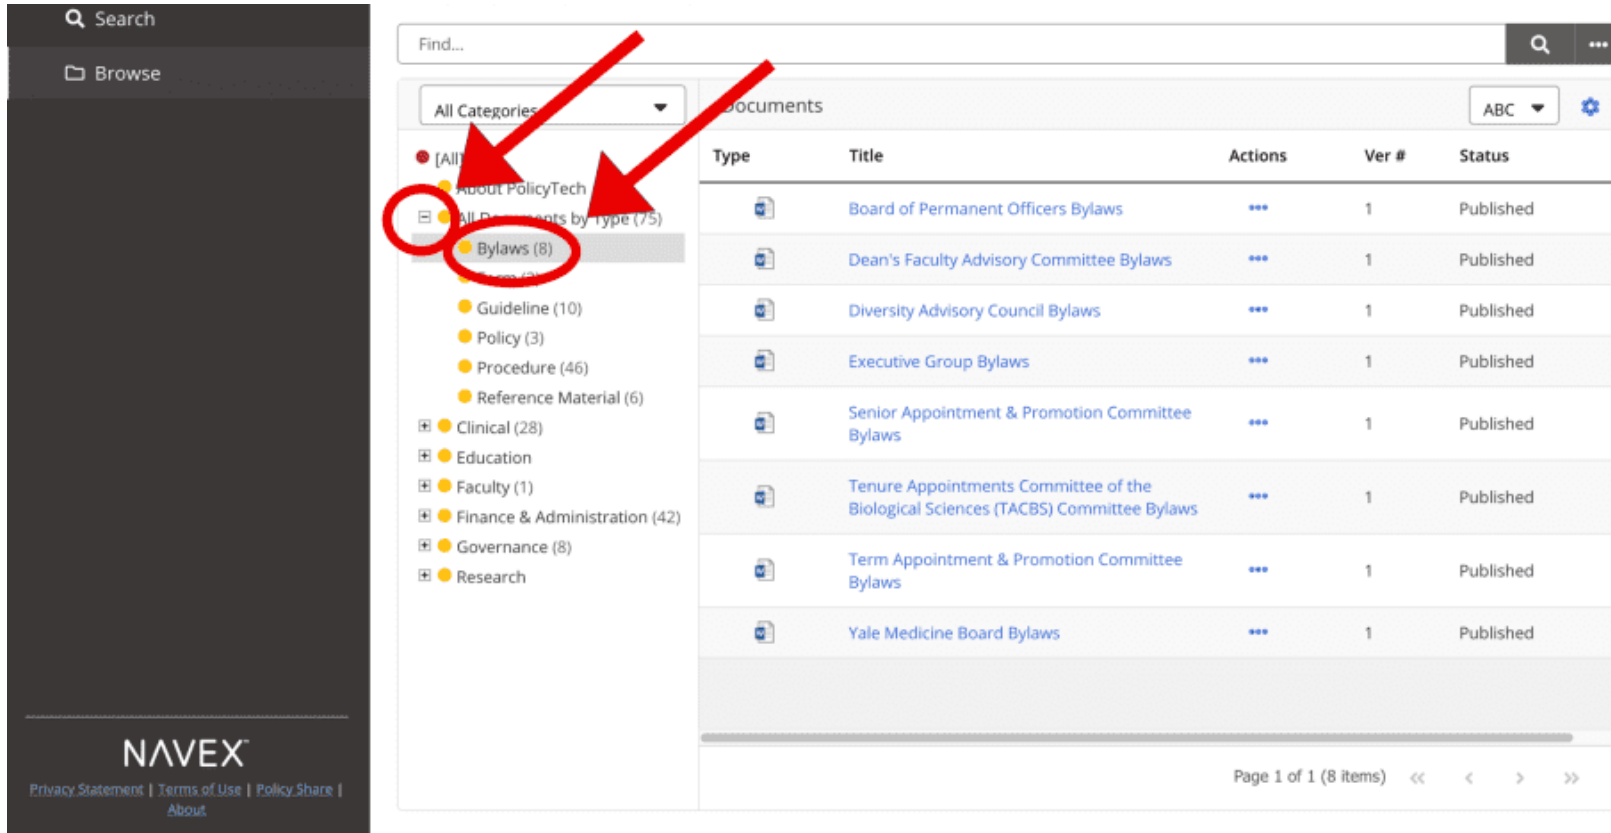 Search
Browse
Find...
All Categories
Documents
ABC
[All]
About PolicyTech
All Documents by Type (75)
Bylaws (8)
Guideline (10)
Policy (3)
Procedure (46)
Reference Material (6)
Clinical (28)
Education
Faculty (1)
Finance & Administration (42)
Governance (8)
Research
Type Title Actions Ver # Status
Board of Permanent Officers Bylaws ••• 1 Published
Dean's Faculty Advisory Committee Bylaws ••• 1 Published
Diversity Advisory Council Bylaws ••• 1 Published
Executive Group Bylaws ••• 1 Published
Senior Appointment & Promotion Committee
Bylaws ••• 1 Published
Tenure Appointments Committee of the
Biological Sciences (TACBS) Committee Bylaws ••• 1 Published
Term Appointment & Promotion Committee
Bylaws ••• 1 Published
Yale Medicine Board Bylaws ••• 1 Published
Page 1 of 1 (8 items) « ‹ › »
NAVEX™
Privacy Statement | Terms of Use | Policy Share |
About